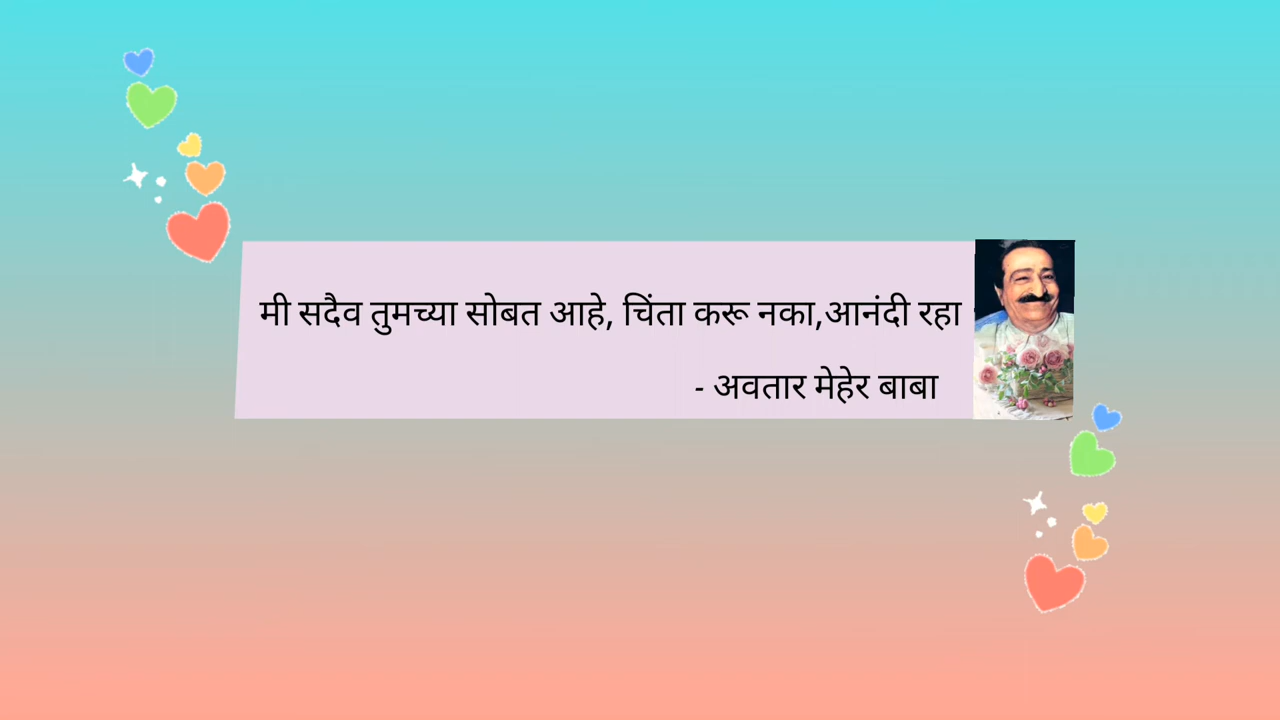 मी सदैव तुमच्या सोबत आहे, चिंता करू नका,आनंदी रहा
- अवतार मेहेर बाबा